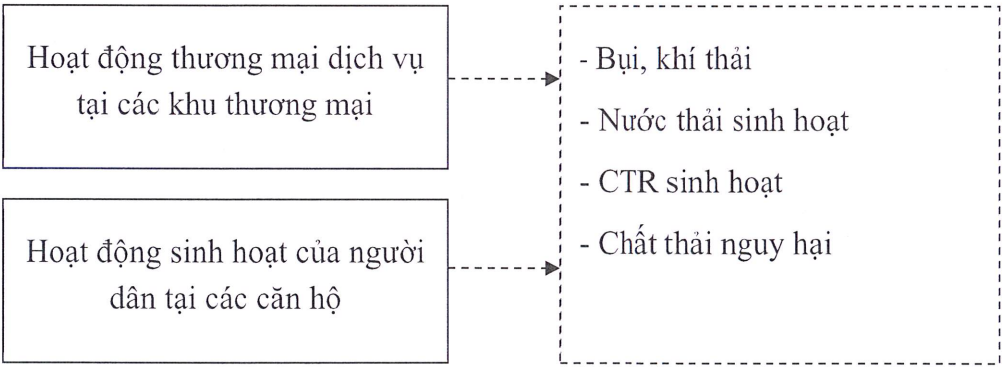 Hoạt động thương mại dịch vụ
tại các khu thương mại
Hoạt động sinh hoạt của người
dân tại các căn hộ
- Bụi, khí thải
- Nước thải sinh hoạt
- CTR sinh hoạt
- Chất thải nguy hại